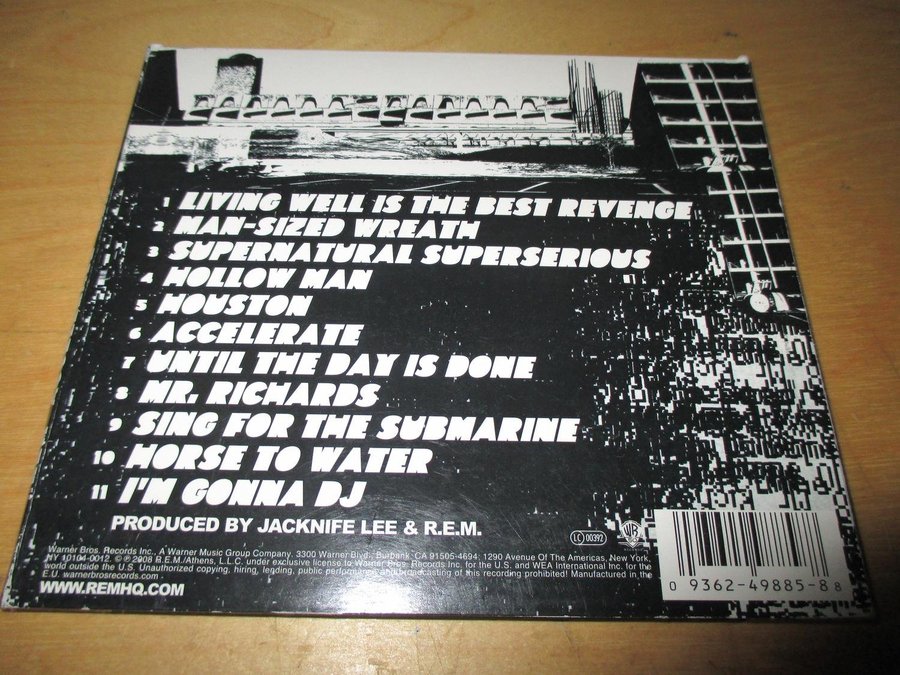 1 LIVING WELL IS THE BEST REVENGE
2 MAN-SIZED WREATH
3 SUPERNATURAL SUPERSERIOUS
4 HOLLOW MAN
5 HOUSTON
6 ACCELERATE
7 UNTIL THE DAY IS DONE
8 MR. RICHARDS
9 SING FOR THE SUBMARINE
10 HORSE TO WATER
11 I'M GONNA DJ
PRODUCED BY JACKNIFE LEE & R.E.M.
LC 00392
WB
Warner Bros. Records Inc., A Warner Music Group Company. 3300 Warner Blvd., Burbank, CA 91505-4694; 1290 Avenue Of The Americas, New York,
NY 10104-0012. ©℗ 2008 R.E.M./Athens, L.L.C. under exclusive license to Warner Bros. Records Inc. for the U.S. and WEA International Inc. for the
world outside the U.S. Unauthorized copying, hiring, lending, public performance and broadcasting of this recording prohibited! Manufactured in the
E.U. warnerbrosrecords.com
WWW.REMHQ.COM
0 9362-49885-8 8